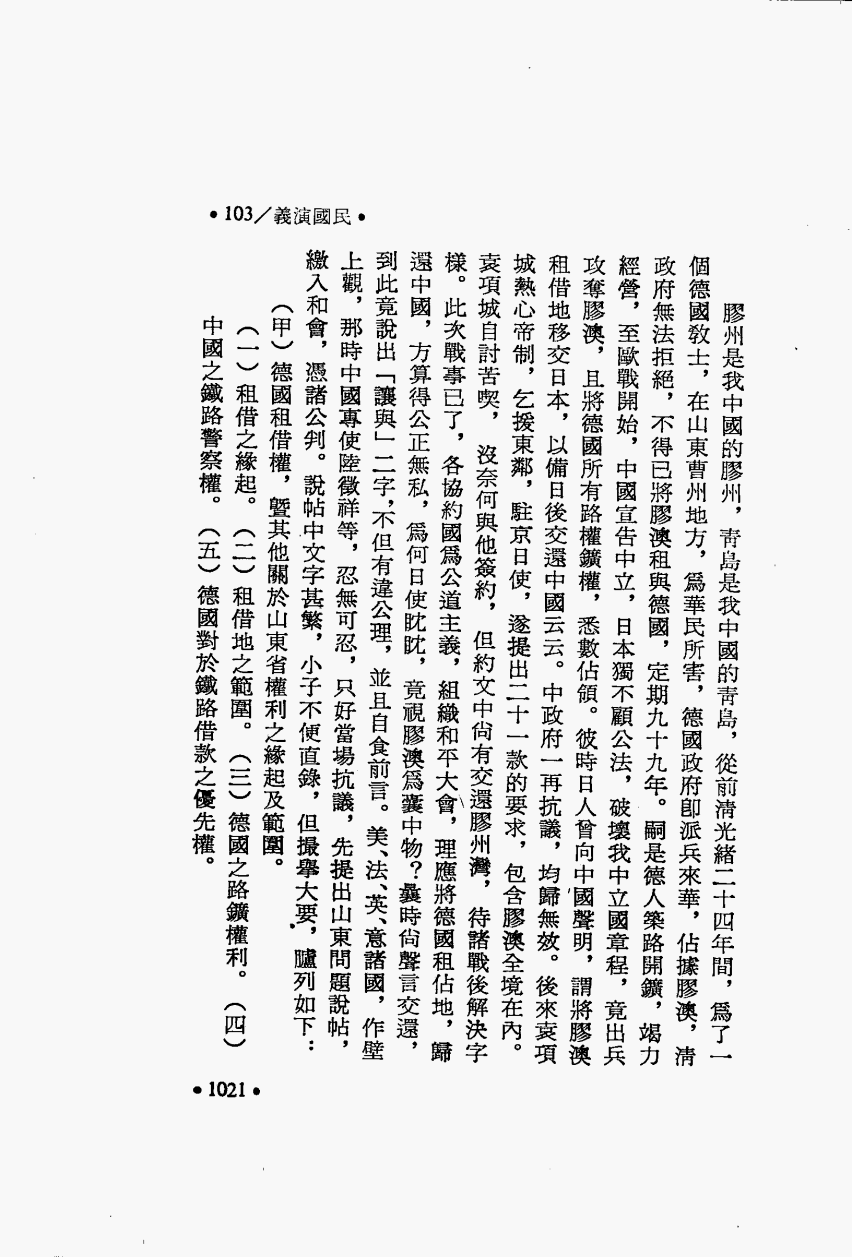 •民國演義/103•
膠州是我中國的膠州，靑島是我中國的靑島，從前淸光緒二十四年間，爲了一
個德國敎士，在山東曹州地方，爲華民所害，德國政府卽派兵來華，佔據膠澳，淸
政府無法拒絕，不得已將膠澳租與德國，定期九十九年。嗣是德人築路開鑛，竭力
經營，至歐戰開始，中國宣告中立，日本獨不顧公法，破壞我中立國章程，竟出兵
攻奪膠澳，且將德國所有路權鑛權，悉數佔領。彼時日人曾向中國聲明，謂將膠澳
租借地移交日本，以備日後交還中國云云。中政府一再抗議，均歸無效。後來袁項
城熱心帝制，乞援東鄰，駐京日使，遂提出二十一款的要求，包含膠澳全境在內。
袁項城自討苦喫，沒奈何與他簽約，但約文中尙有交還膠州灣，待諸戰後解決字
樣。此次戰事已了，各協約國爲公道主義，組織和平大會，理應將德國租佔地，歸
還中國，方算得公正無私，爲何日使眈眈，竟視膠澳爲囊中物？曩時尙聲言交還，
到此竟說出「讓與」二字，不但有違公理，並且自食前言。美、法、英、意諸國，作壁
上觀，那時中國專使陸徵祥等，忍無可忍，只好當場抗議，先提出山東問題說帖，
繳入和會，憑諸公判。說帖中文字甚繁，小子不便直錄，但撮舉大要，臚列如下：
（甲）德國租借權，曁其他關於山東省權利之緣起及範圍。
（一）租借之緣起。（二）租借地之範圍。（三）德國之路鑛權利。（四）
中國之鐵路警察權。（五）德國對於鐵路借款之優先權。
•1021•